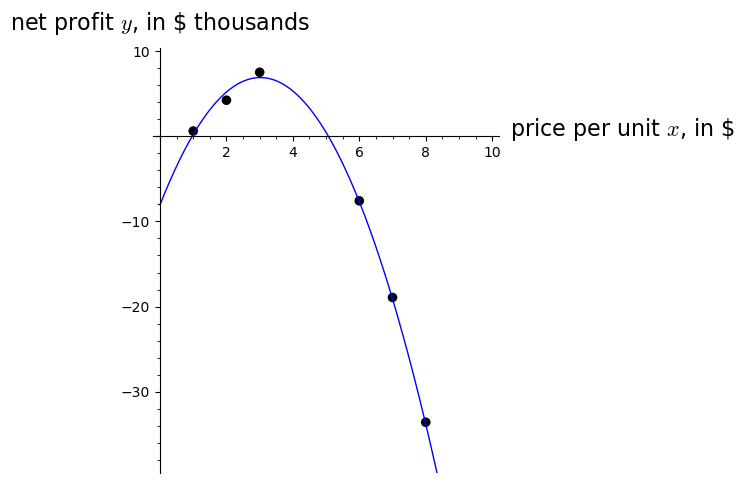 net profit y, in $ thousands
10
price per unit x, in $
2 4 6 8 10
−10
−20
−30